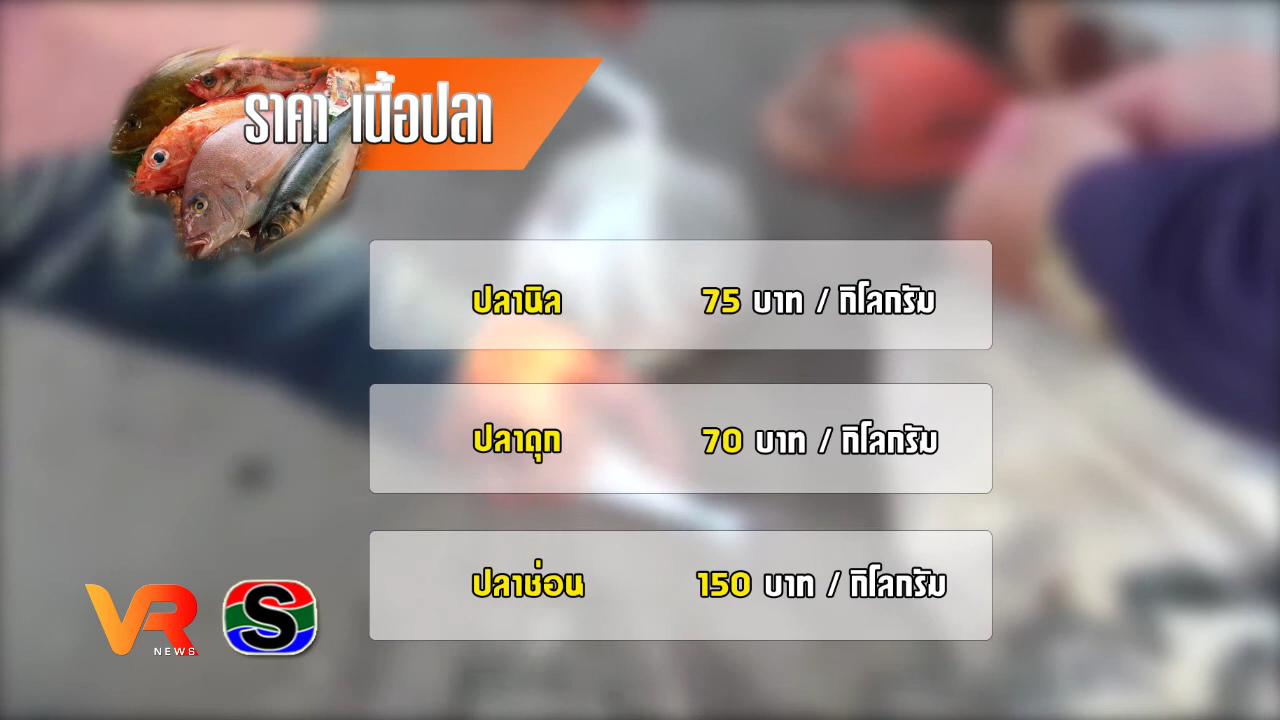 ราคา เนื้อปลา
ปลานิล 75 บาท / กิโลกรัม
ปลาดุก 70 บาท / กิโลกรัม
ปลาช่อน 150 บาท / กิโลกรัม
VR NEWS S